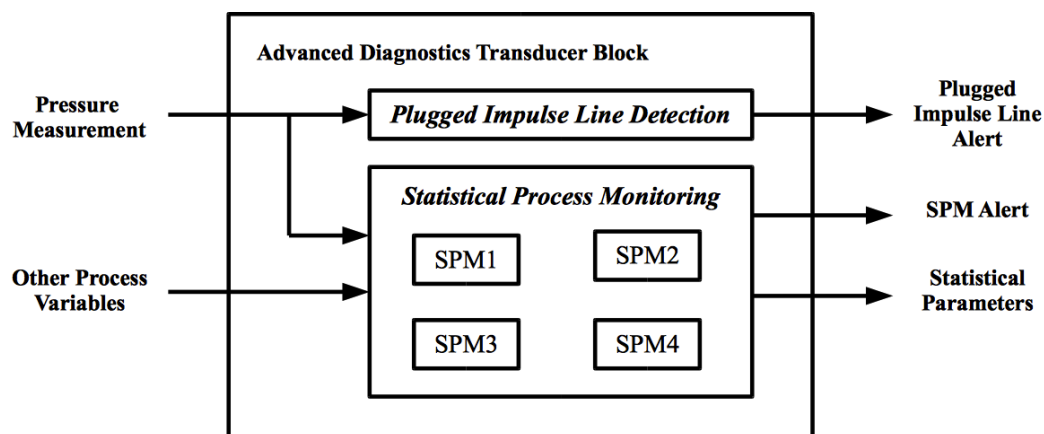 Advanced Diagnostics Transducer Block
Pressure
Measurement
Plugged Impulse Line Detection
Plugged
Impulse Line
Alert
Statistical Process Monitoring
SPM Alert
SPM1
SPM2
Other Process
Variables
Statistical
Parameters
SPM3
SPM4